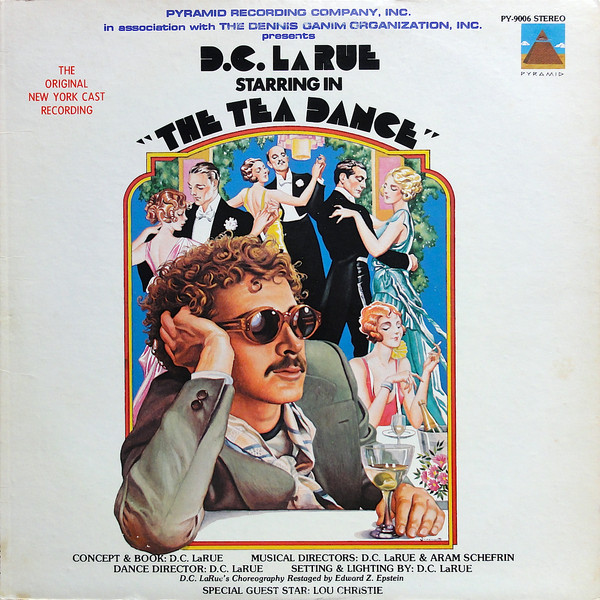 PYRAMID RECORDING COMPANY, INC.
in association with THE DENNIS GANIM ORGANIZATION, INC.
presents
PY-9006 STEREO
PYRAMID
D.C. LaRUE
STARRING IN
"THE TEA DANCE"
THE
ORIGINAL
NEW YORK CAST
RECORDING
CONCEPT & BOOK: D.C. LaRUE MUSICAL DIRECTORS: D.C. LaRUE & ARAM SCHEFRIN
DANCE DIRECTOR: D.C. LaRUE SETTING & LIGHTING BY: D.C. LaRUE
D.C. LaRue's Choreography Restaged by Edward Z. Epstein
SPECIAL GUEST STAR: LOU CHRISTIE